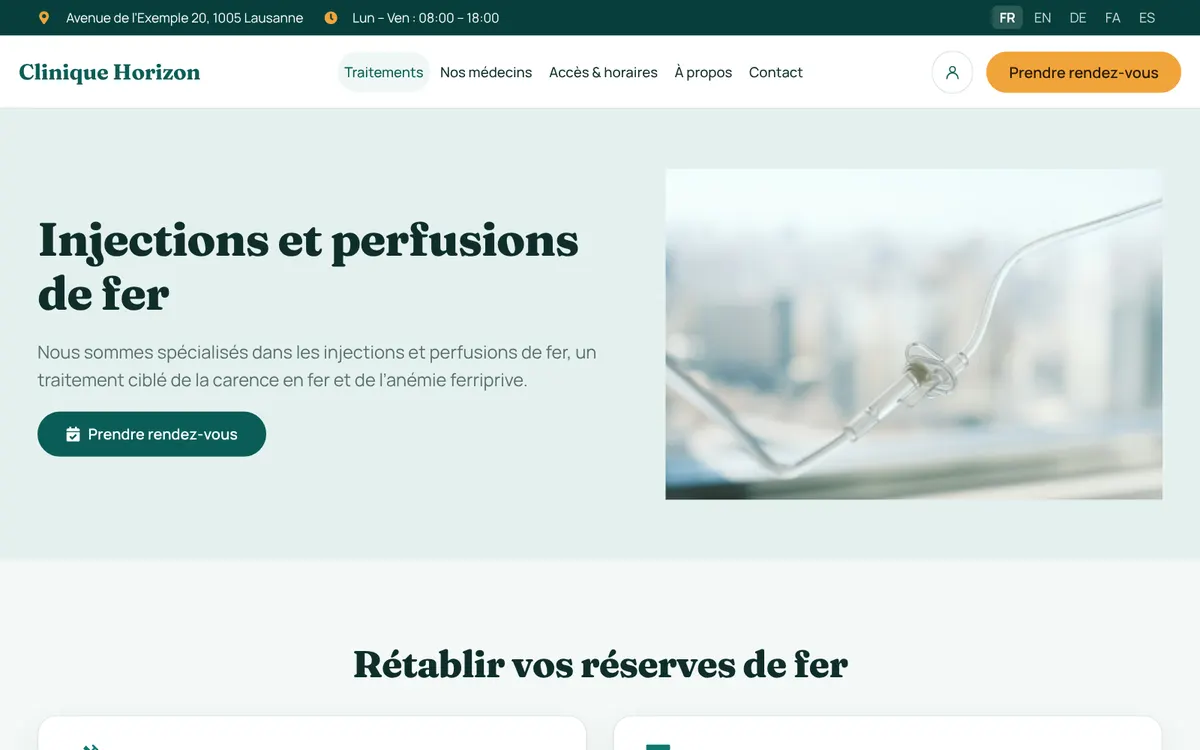 Avenue de l'Exemple 20, 1005 Lausanne
Lun – Ven : 08:00 – 18:00
FR EN DE FA ES
Clinique Horizon
Traitements Nos médecins Accès & horaires À propos Contact
Prendre rendez-vous
Injections et perfusions
de fer
Nous sommes spécialisés dans les injections et perfusions de fer, un
traitement ciblé de la carence en fer et de l'anémie ferriprive.
Prendre rendez-vous
Rétablir vos réserves de fer